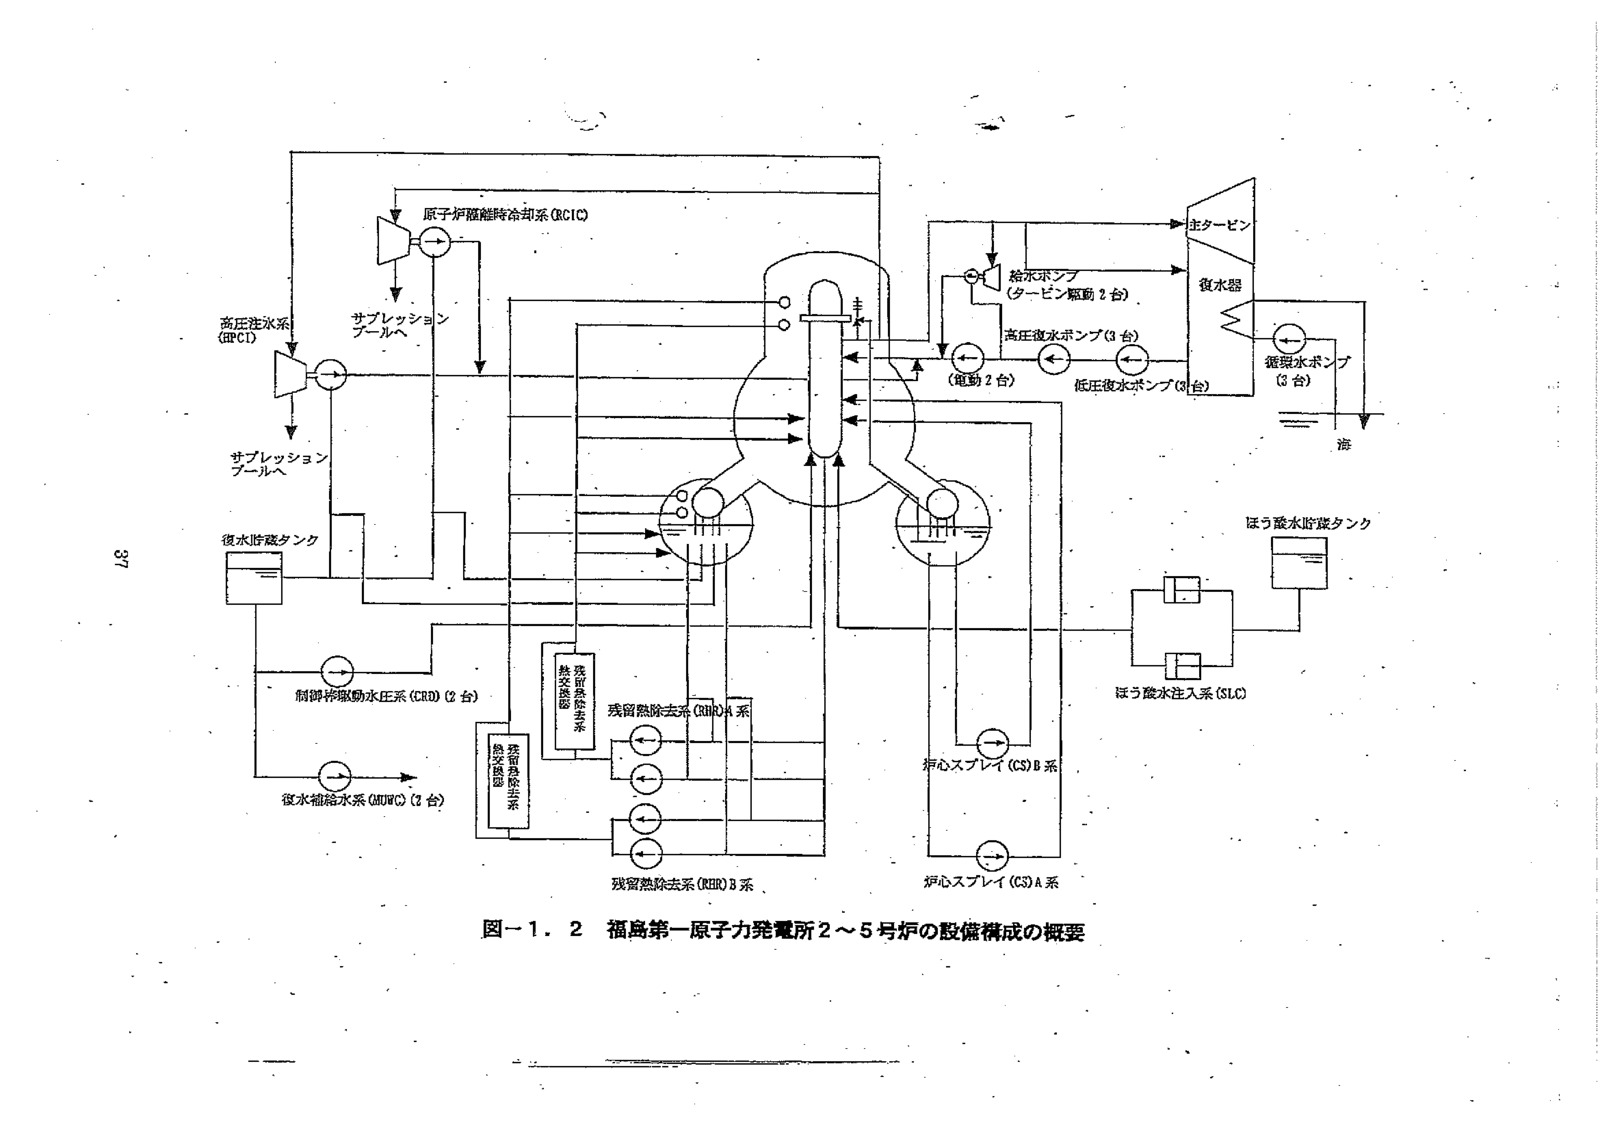 原子炉隔離時冷却系(RCIC)
主タービン
給水ポンプ
(タービン駆動2台)
復水器
サプレッション
プールへ
高圧注水系
(HPCI)
高圧復水ポンプ(3台)
(電動2台)
低圧復水ポンプ(3台)
循環水ポンプ
(3台)
海
サプレッション
プールへ
復水貯蔵タンク
ほう酸水貯蔵タンク
37
残留熱除去系
熱交換器
制御棒駆動水圧系(CRD)(2台)
ほう酸水注入系(SLC)
残留熱除去系(RHR)A系
残留熱除去系
熱交換器
炉心スプレイ(CS)B系
復水補給水系(MUWC)(2台)
残留熱除去系(RHR)B系
炉心スプレイ(CS)A系
図-1.2 福島第一原子力発電所2~5号炉の設備構成の概要